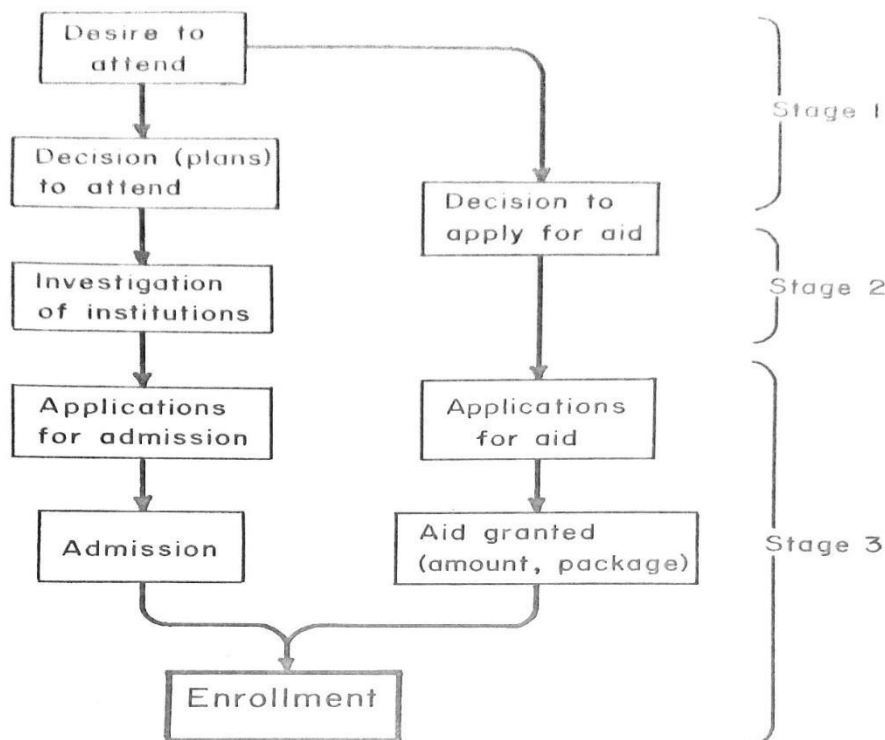 Desire to
attend
Decision (plans)
to attend
Decision to
apply for aid
Investigation
of institutions
Applications
for admission
Applications
for aid
Admission
Aid granted
(amount, package)
Enrollment
Stage 1
Stage 2
Stage 3